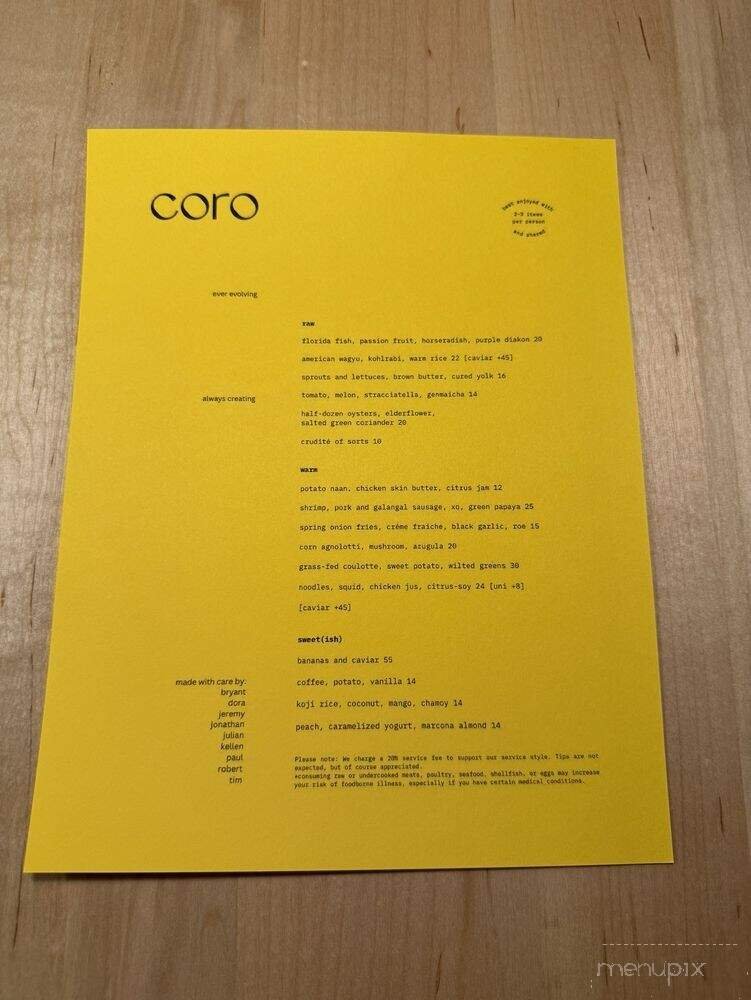 coro
best enjoyed with
2-3 items
per person
and shared
ever evolving
raw
florida fish, passion fruit, horseradish, purple diakon 20
american wagyu, kohlrabi, warm rice 22 [caviar +45]
sprouts and lettuces, brown butter, cured yolk 16
tomato, melon, stracciatella, genmaicha 14
always creating
half-dozen oysters, elderflower,
salted green coriander 20
crudité of sorts 10
warm
potato naan, chicken skin butter, citrus jam 12
shrimp, pork and galangal sausage, xo, green papaya 25
spring onion fries, créme fraiche, black garlic, roe 15
corn agnolotti, mushroom, arugula 20
grass-fed coulotte, sweet potato, wilted greens 30
noodles, squid, chicken jus, citrus-soy 24 [uni +8]
[caviar +45]
sweet(ish)
bananas and caviar 55
coffee, potato, vanilla 14
koji rice, coconut, mango, chamoy 14
peach, caramelized yogurt, marcona almond 14
made with care by:
bryant
dora
jeremy
jonathan
julian
kellen
paul
robert
tim
Please note: We charge a 20% service fee to support our service style. Tips are not
expected, but of course appreciated.
*consuming raw or undercooked meats, poultry, seafood, shellfish, or eggs may increase
your risk of foodborne illness, especially if you have certain medical conditions.
menupix